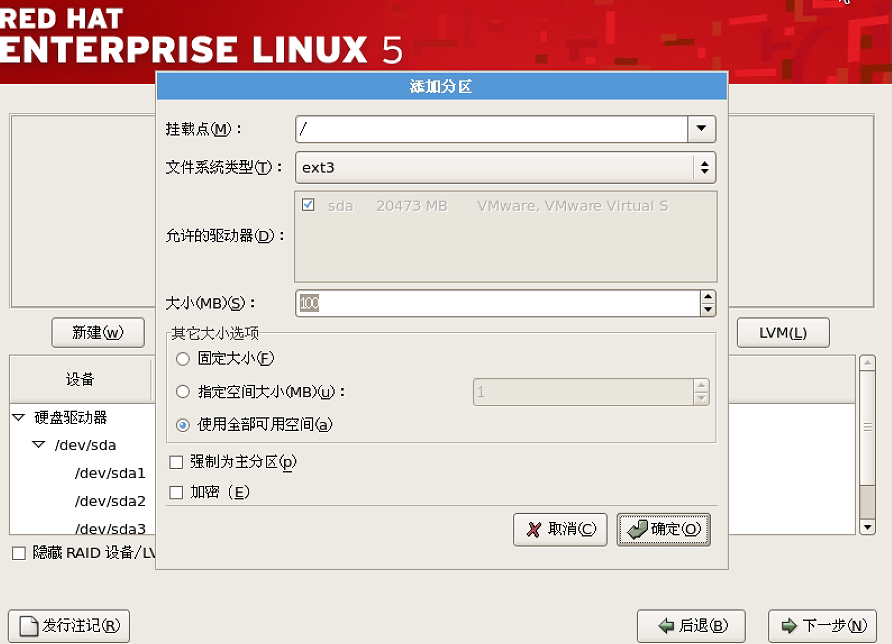 RED HAT
ENTERPRISE LINUX 5
添加分区
挂载点(M)：
/
文件系统类型(T)：
ext3
允许的驱动器(D)：
sda 20473 MB VMware, VMware Virtual S
大小(MB)(S)：
100
其它大小选项
固定大小(F)
指定空间大小(MB)(u)：
1
使用全部可用空间(a)
强制为主分区(p)
加密 (E)
取消(C)
确定(O)
新建(w)
LVM(L)
设备
硬盘驱动器
/dev/sda
/dev/sda1
/dev/sda2
/dev/sda3
隐藏 RAID 设备/LV
发行注记(R)
后退(B)
下一步(N)